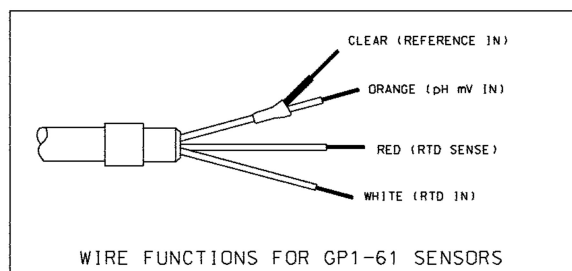 CLEAR (REFERENCE IN)
ORANGE (pH mV IN)
RED (RTD SENSE)
WHITE (RTD IN)
WIRE FUNCTIONS FOR GP1-61 SENSORS